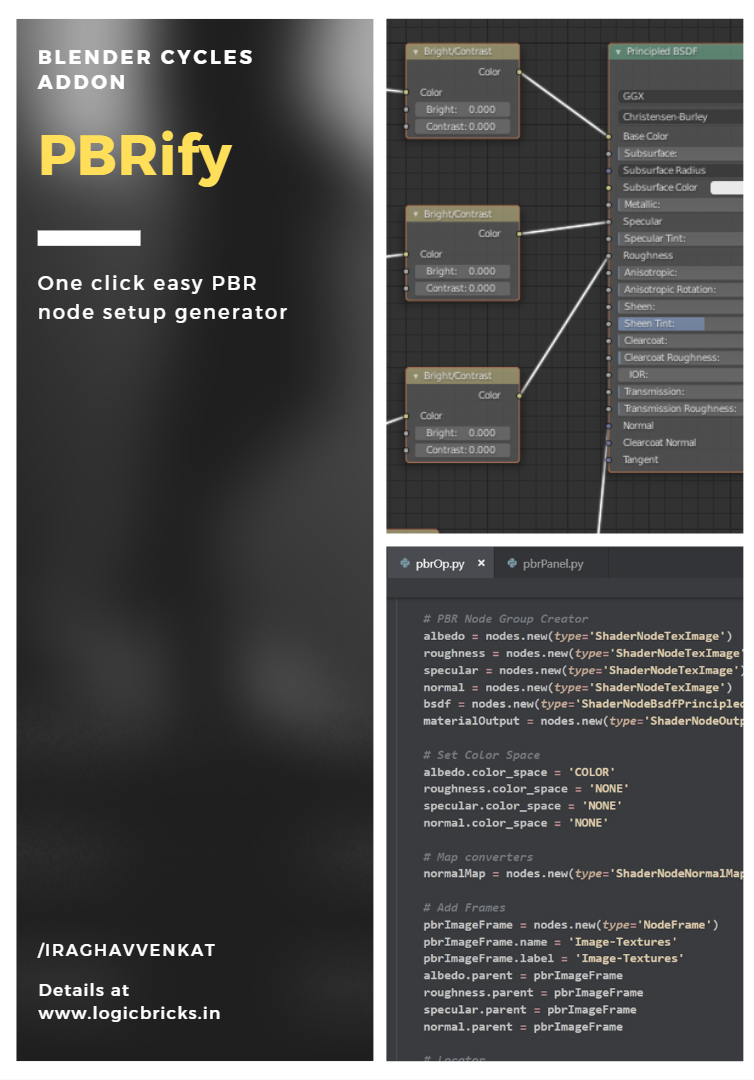 BLENDER CYCLES
ADDON
PBRify
One click easy PBR
node setup generator
/IRAGHAVVENKAT
Details at
www.logicbricks.in
Bright/Contrast
Color
Color
Bright: 0.000
Contrast: 0.000
Bright/Contrast
Color
Color
Bright: 0.000
Contrast: 0.000
Bright/Contrast
Color
Color
Bright: 0.000
Contrast: 0.000
Principled BSDF
GGX
Christensen-Burley
Base Color
Subsurface:
Subsurface Radius
Subsurface Color
Metallic:
Specular
Specular Tint:
Roughness
Anisotropic:
Anisotropic Rotation:
Sheen:
Sheen Tint:
Clearcoat:
Clearcoat Roughness:
IOR:
Transmission:
Transmission Roughness:
Normal
Clearcoat Normal
Tangent
pbrOp.py × pbrPanel.py
# PBR Node Group Creator
albedo = nodes.new(type='ShaderNodeTexImage')
roughness = nodes.new(type='ShaderNodeTexImage'
specular = nodes.new(type='ShaderNodeTexImage')
normal = nodes.new(type='ShaderNodeTexImage')
bsdf = nodes.new(type='ShaderNodeBsdfPrincipled
materialOutput = nodes.new(type='ShaderNodeOutp
# Set Color Space
albedo.color_space = 'COLOR'
roughness.color_space = 'NONE'
specular.color_space = 'NONE'
normal.color_space = 'NONE'
# Map converters
normalMap = nodes.new(type='ShaderNodeNormalMap
# Add Frames
pbrImageFrame = nodes.new(type='NodeFrame')
pbrImageFrame.name = 'Image-Textures'
pbrImageFrame.label = 'Image-Textures'
albedo.parent = pbrImageFrame
roughness.parent = pbrImageFrame
specular.parent = pbrImageFrame
normal.parent = pbrImageFrame